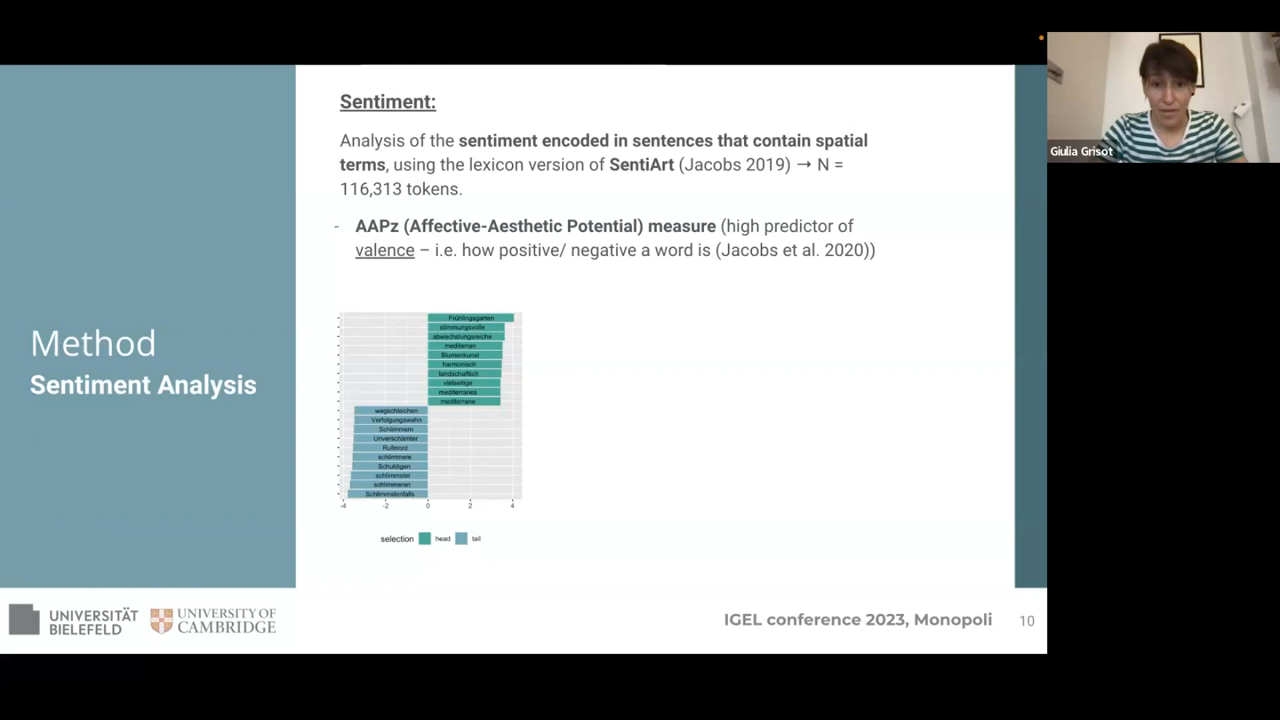 Sentiment:
Analysis of the sentiment encoded in sentences that contain spatial
terms, using the lexicon version of SentiArt (Jacobs 2019) → N =
116,313 tokens.
- AAPz (Affective-Aesthetic Potential) measure (high predictor of
valence – i.e. how positive/ negative a word is (Jacobs et al. 2020))
Method
Sentiment Analysis
Frühlingsgarten
stimmungsvolle
abwechslungsreiche
mediterran
Blumenkunst
harmonisch
landschaftlich
vielseitige
mediterranes
mediterrane
wegschleichen
Verfolgungswahn
Schlimmem
Unverschämter
Rufmord
schlimmere
Schuldigen
schlimmster
schlimmeren
Schlimmstenfalls
-4 -2 0 2 4
selection head tail
UNIVERSITÄT
BIELEFELD
UNIVERSITY OF
CAMBRIDGE
IGEL conference 2023, Monopoli 10
Giulia Grisot